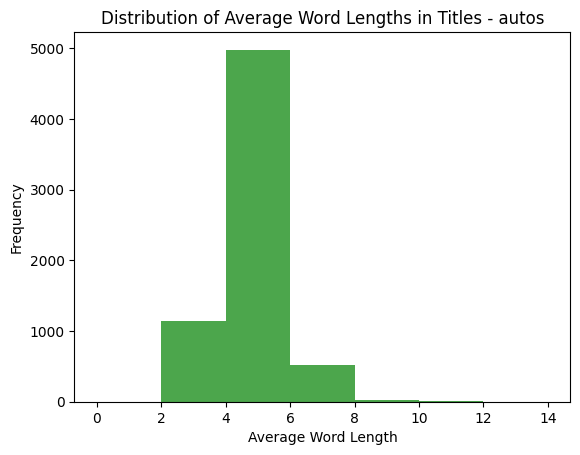 Distribution of Average Word Lengths in Titles - autos
5000
4000
3000
2000
1000
0
Frequency
0 2 4 6 8 10 12 14
Average Word Length